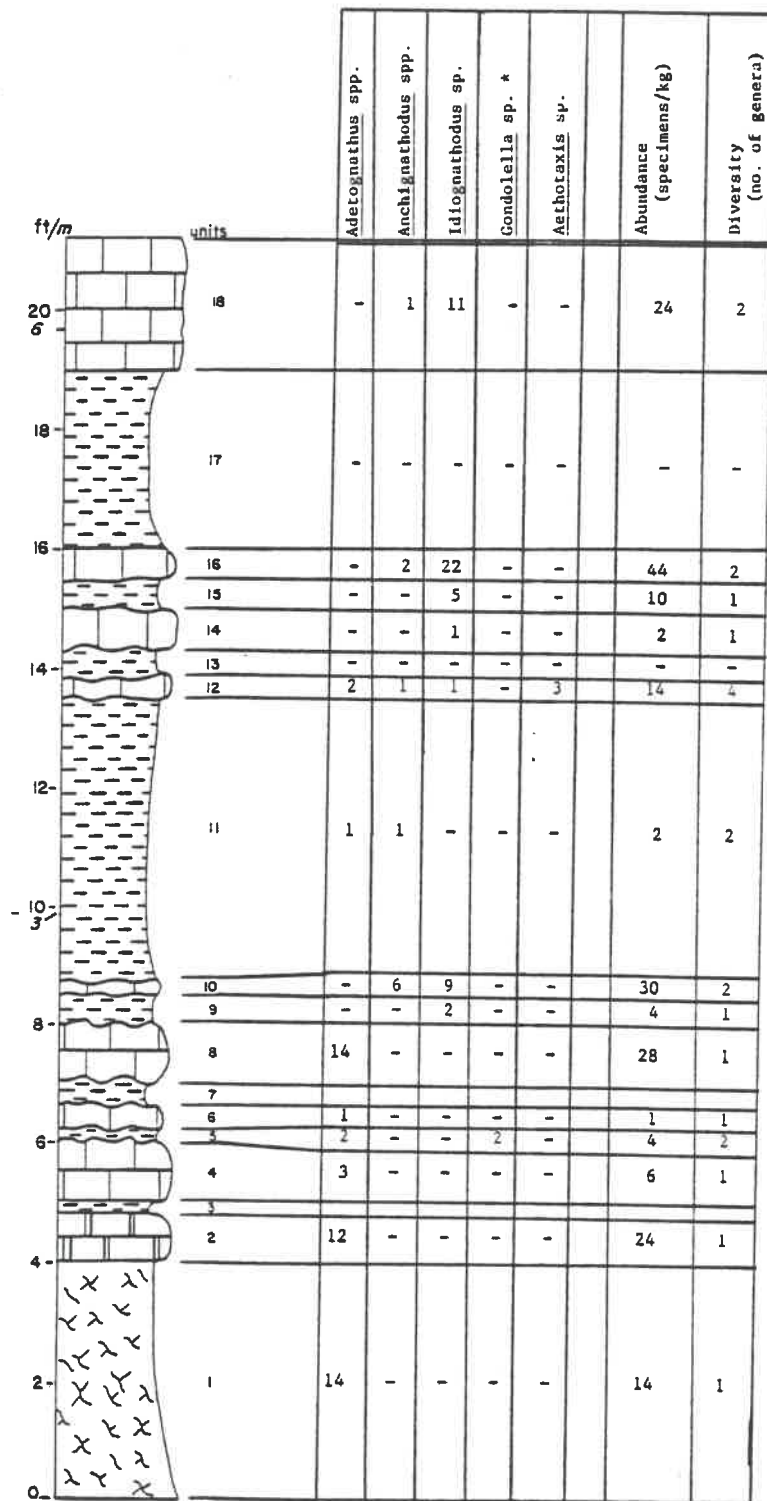 Adetognathus spp.
Anchignathodus spp.
Idiognathodus sp.
Gondolella sp. *
Aethotaxis sp.
Abundance
(specimens/kg)
Diversity
(no. of genera)
ft/m units
18 - 1 11 - - 24 2
20-
6-
18-
17 - - - - - - -
16-
16 - 2 22 - - 44 2
15 - - 5 - - 10 1
14 - - 1 - - 2 1
14-
13 - - - - - - -
12 2 1 1 - 3 14 4
12-
11 1 1 - - - 2 2
10-
3
10 - 6 9 - - 30 2
9 - - 2 - - 4 1
8-
8 14 - - - - 28 1
7
6 1 - - - - 1 1
6-
5 2 - - 2 - 4 2
4 3 - - - - 6 1
3
2 12 - - - - 24 1
4-
1 14 - - - - 14 1
2-
0-